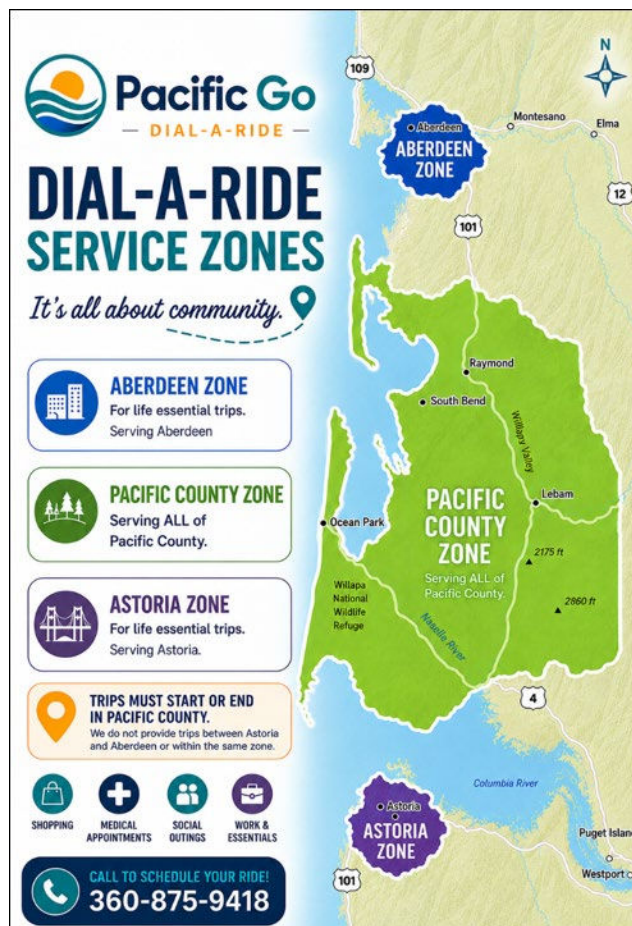 Pacific Go
— DIAL-A-RIDE —
DIAL-A-RIDE
SERVICE ZONES
It's all about community.
ABERDEEN ZONE
For life essential trips.
Serving Aberdeen
PACIFIC COUNTY ZONE
Serving ALL of
Pacific County.
ASTORIA ZONE
For life essential trips.
Serving Astoria.
TRIPS MUST START OR END
IN PACIFIC COUNTY.
We do not provide trips between Astoria
and Aberdeen or within the same zone.
SHOPPING
MEDICAL
APPOINTMENTS
SOCIAL
OUTINGS
WORK &
ESSENTIALS
CALL TO SCHEDULE YOUR RIDE!
360-875-9418
N
109
Aberdeen
ABERDEEN
ZONE
Montesano
Elma
12
101
Raymond
South Bend
Willapa Valley
Lebam
Ocean Park
PACIFIC
COUNTY
ZONE
Serving ALL of
Pacific County.
2175 ft
2860 ft
Willapa
National
Wildlife
Refuge
Naselle River
4
Columbia River
Astoria
ASTORIA
ZONE
Puget Island
Westport
101